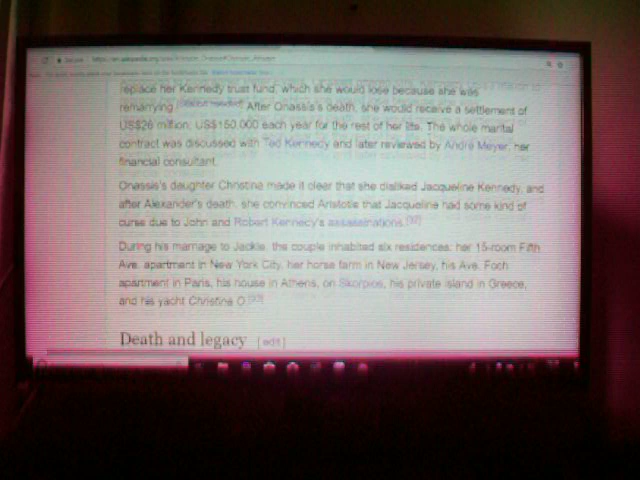 replace her Kennedy trust fund, which she would lose because she was
remarrying.[citation needed] After Onassis's death, she would receive a settlement of
US$26 million; US$150,000 each year for the rest of her life. The whole marital
contract was discussed with Ted Kennedy and later reviewed by André Meyer, her
financial consultant.
Onassis's daughter Christina made it clear that she disliked Jacqueline Kennedy, and
after Alexander's death, she convinced Aristotle that Jacqueline had some kind of
curse due to John and Robert Kennedy's assassinations.
During his marriage to Jackie, the couple inhabited six residences: her 15-room Fifth
Ave. apartment in New York City, her horse farm in New Jersey, his Ave. Foch
apartment in Paris, his house in Athens, on Skorpios, his private island in Greece,
and his yacht Christina O.
Death and legacy [edit]